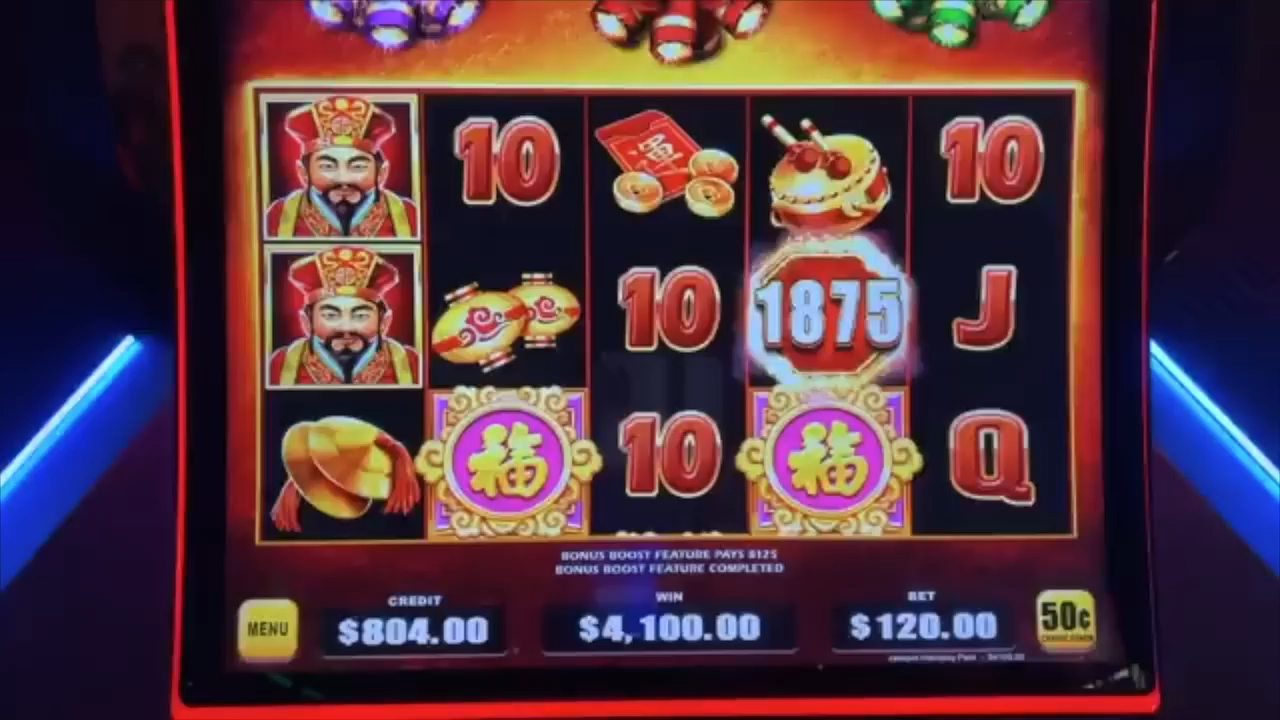 10
10
10
1875
J
福
10
福
Q
BONUS BOOST FEATURE PAYS 8125
BONUS BOOST FEATURE COMPLETED
CREDIT
WIN
BET
MENU
$804.00
$4,100.00
$120.00
50¢